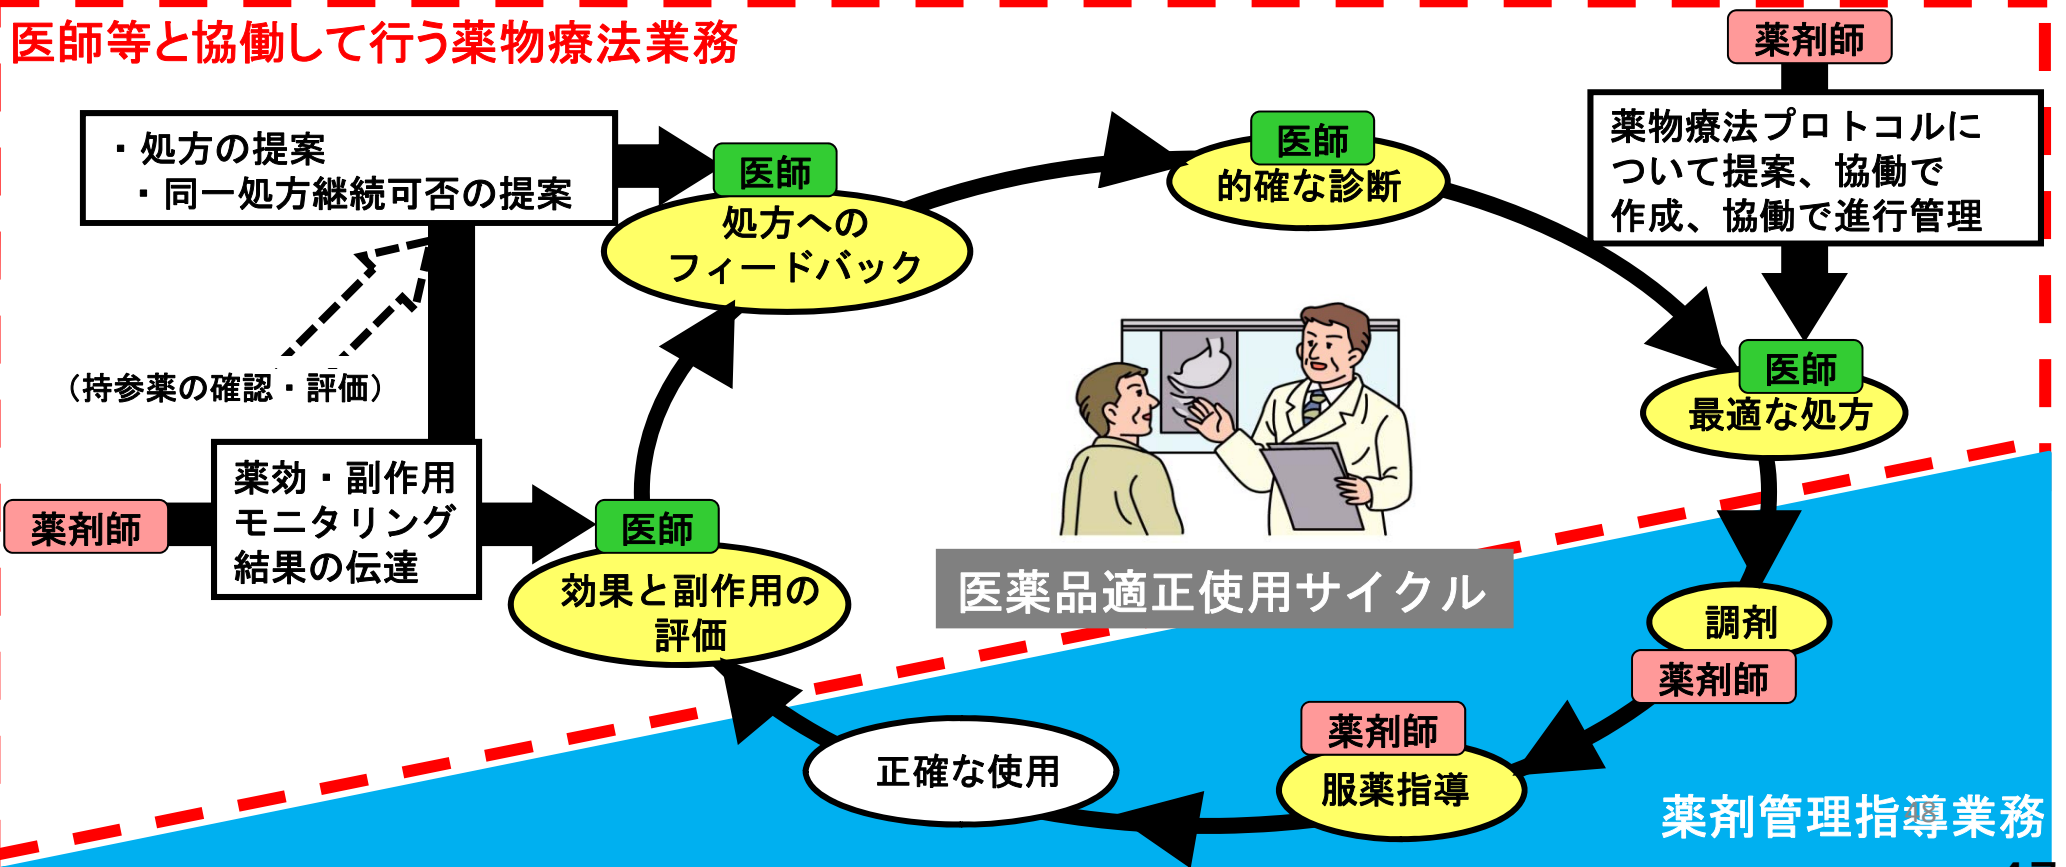 医師等と協働して行う薬物療法業務
薬剤師
薬物療法プロトコルに
ついて提案、協働で
作成、協働で進行管理
・処方の提案
・同一処方継続可否の提案
医師
処方への
フィードバック
医師
的確な診断
医師
最適な処方
（持参薬の確認・評価）
薬剤師
薬効・副作用
モニタリング
結果の伝達
医師
効果と副作用の
評価
医薬品適正使用サイクル
調剤
薬剤師
薬剤師
服薬指導
正確な使用
薬剤管理指導業務
48